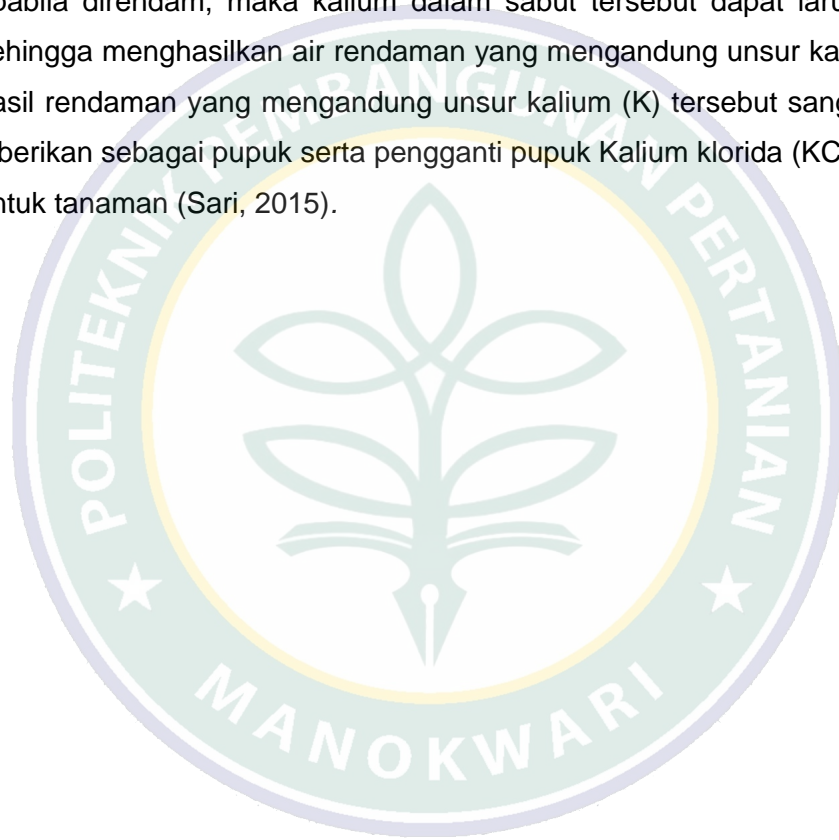 pabila direndam, maka kalium dalam sabut tersebut dapat laru
ehingga menghasilkan air rendaman yang mengandung unsur ka
asil rendaman yang mengandung unsur kalium (K) tersebut sang
berikan sebagai pupuk serta pengganti pupuk Kalium klorida (KC
ntuk tanaman (Sari, 2015).
POLITEKNIK PEMBANGUNAN PERTANIAN
MANOKWARI